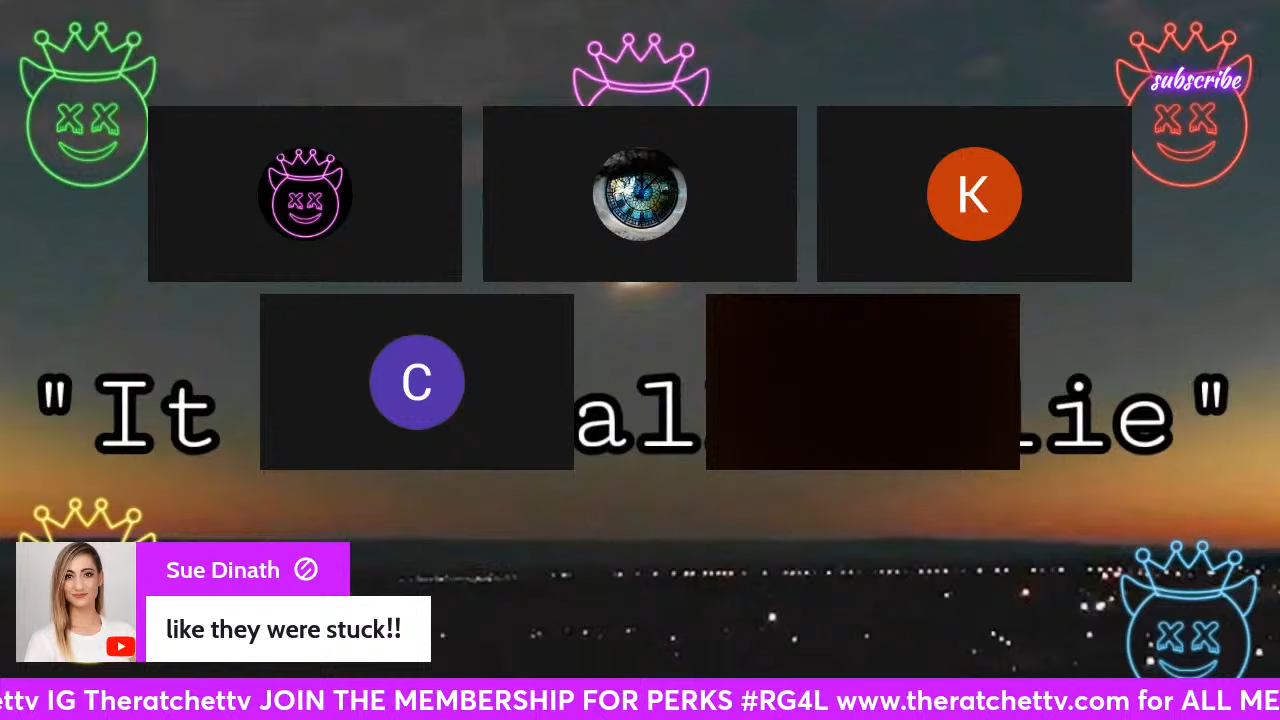 subscribe
K
C
"It al ie"
Sue Dinath
like they were stuck!!
ettv IG Theratchettv JOIN THE MEMBERSHIP FOR PERKS #RG4L www.theratchettv.com for ALL ME